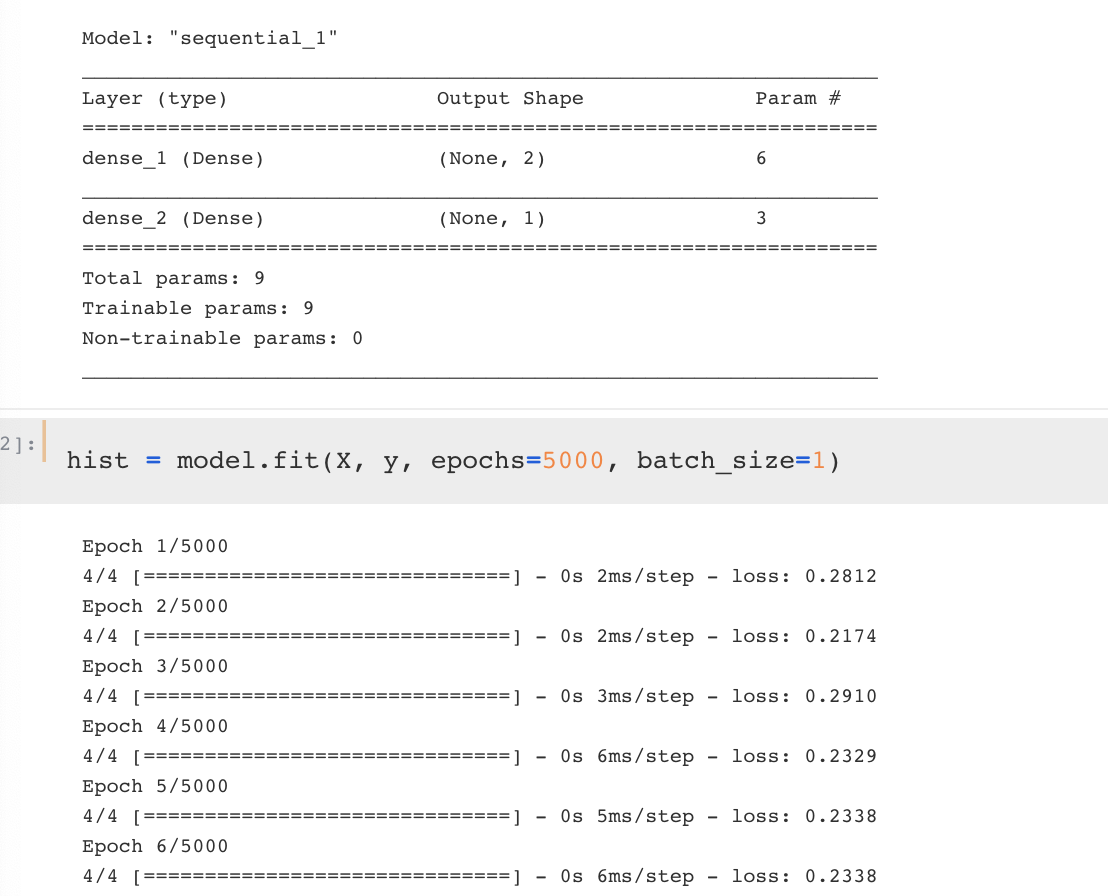 Model: "sequential_1"
_________________________________________________________________
Layer (type)                 Output Shape              Param #
=================================================================
dense_1 (Dense)              (None, 2)                 6
_________________________________________________________________
dense_2 (Dense)              (None, 1)                 3
=================================================================
Total params: 9
Trainable params: 9
Non-trainable params: 0
_________________________________________________________________
2]: hist = model.fit(X, y, epochs=5000, batch_size=1)
Epoch 1/5000
4/4 [==============================] - 0s 2ms/step - loss: 0.2812
Epoch 2/5000
4/4 [==============================] - 0s 2ms/step - loss: 0.2174
Epoch 3/5000
4/4 [==============================] - 0s 3ms/step - loss: 0.2910
Epoch 4/5000
4/4 [==============================] - 0s 6ms/step - loss: 0.2329
Epoch 5/5000
4/4 [==============================] - 0s 5ms/step - loss: 0.2338
Epoch 6/5000
4/4 [==============================] - 0s 6ms/step - loss: 0.2338